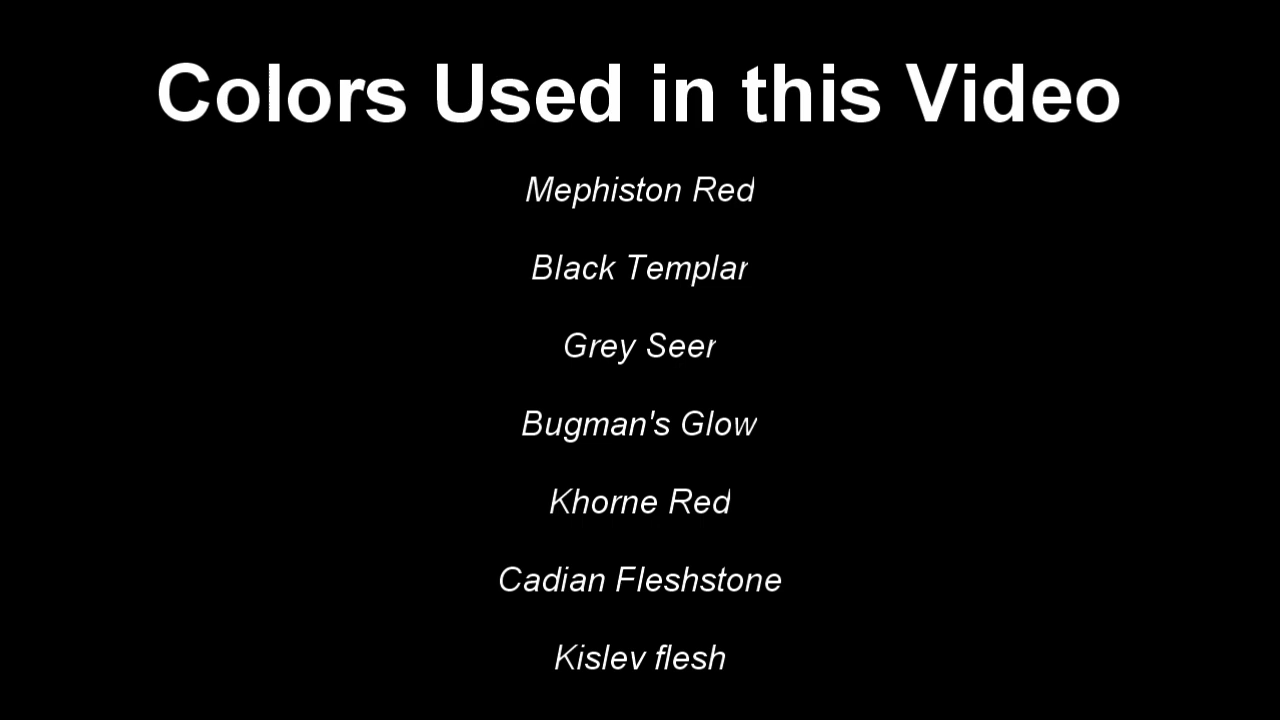 Colors Used in this Video
Mephiston Red
Black Templar
Grey Seer
Bugman's Glow
Khorne Red
Cadian Fleshstone
Kislev flesh